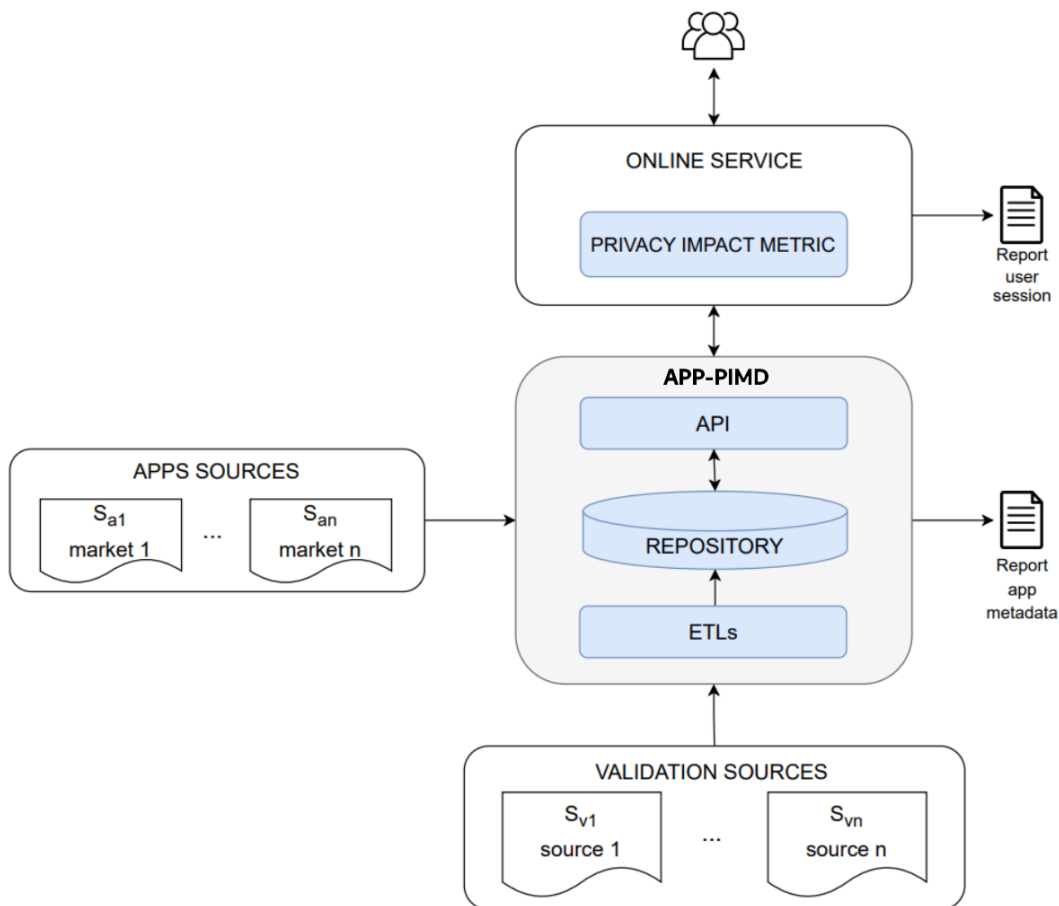 ONLINE SERVICE
PRIVACY IMPACT METRIC
Report
user
session
APP-PIMD
API
REPOSITORY
ETLs
APPS SOURCES
Sa1
market 1
...
San
market n
Report
app
metadata
VALIDATION SOURCES
Sv1
source 1
...
Svn
source n